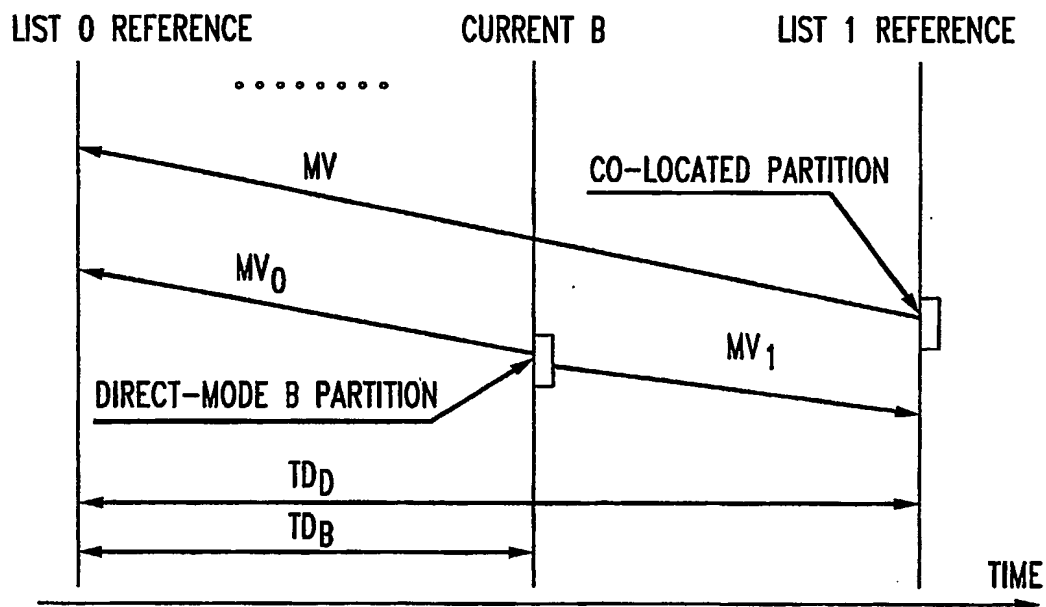 LIST 0 REFERENCE
CURRENT B
LIST 1 REFERENCE
MV
CO-LOCATED PARTITION
MV0
MV1
DIRECT-MODE B PARTITION
TDD
TDB
TIME